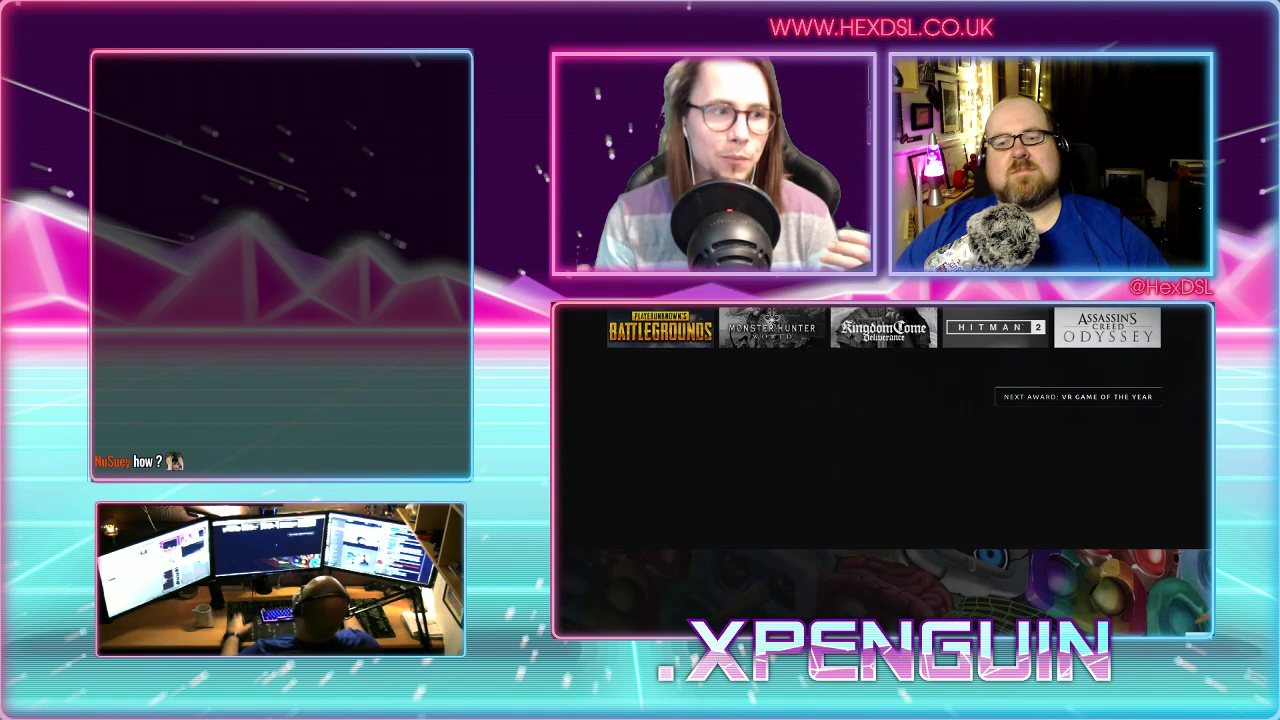 WWW.HEXDSL.CO.UK
@HexDSL
PLAYERUNKNOWN'S
BATTLEGROUNDS
MONSTER HUNTER
WORLD
Kingdom Come
Deliverance
HITMAN 2
ASSASSIN'S
CREED
ODYSSEY
NEXT AWARD: VR GAME OF THE YEAR
NuSuey how ?
.XPENGUIN